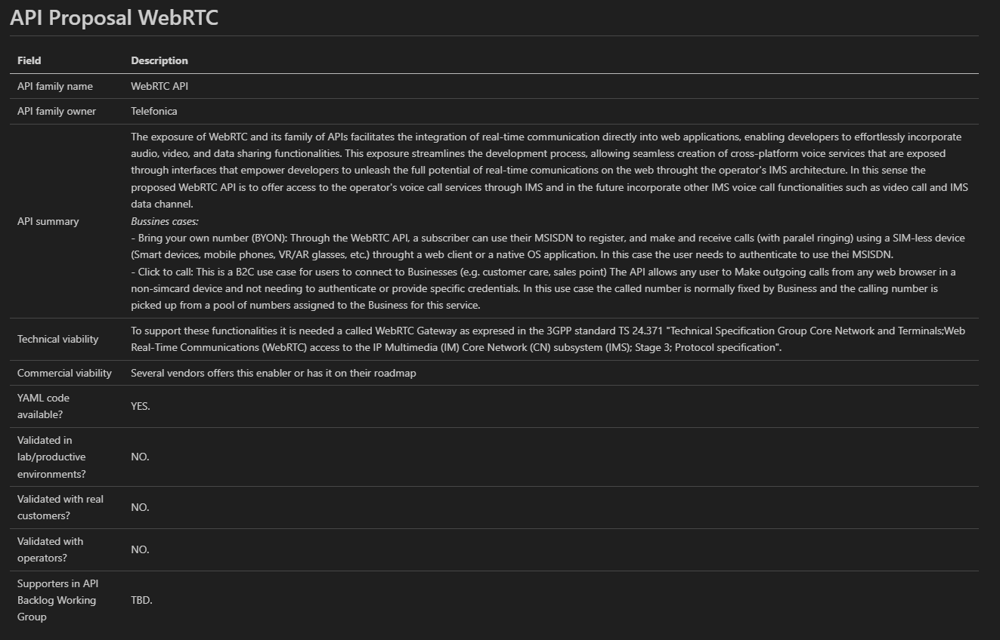 API Proposal WebRTC
Field Description
API family name WebRTC API
API family owner Telefonica
API summary
The exposure of WebRTC and its family of APIs facilitates the integration of real-time communication directly into web applications, enabling developers to effortlessly incorporate
audio, video, and data sharing functionalities. This exposure streamlines the development process, allowing seamless creation of cross-platform voice services that are exposed
through interfaces that empower developers to unleash the full potential of real-time comunications on the web throught the operator's IMS architecture. In this sense the
proposed WebRTC API is to offer access to the operator's voice call services through IMS and in the future incorporate other IMS voice call functionalities such as video call and IMS
data channel.
Bussines cases:
- Bring your own number (BYON): Through the WebRTC API, a subscriber can use their MSISDN to register, and make and receive calls (with paralel ringing) using a SIM-less device
(Smart devices, mobile phones, VR/AR glasses, etc.) throught a web client or a native OS application. In this case the user needs to authenticate to use thei MSISDN.
- Click to call: This is a B2C use case for users to connect to Businesses (e.g. customer care, sales point) The API allows any user to Make outgoing calls from any web browser in a
non-simcard device and not needing to authenticate or provide specific credentials. In this use case the called number is normally fixed by Business and the calling number is
picked up from a pool of numbers assigned to the Business for this service.
Technical viability
To support these functionalities it is needed a called WebRTC Gateway as expresed in the 3GPP standard TS 24.371 "Technical Specification Group Core Network and Terminals;Web
Real-Time Communications (WebRTC) access to the IP Multimedia (IM) Core Network (CN) subsystem (IMS); Stage 3; Protocol specification".
Commercial viability Several vendors offers this enabler or has it on their roadmap
YAML code
available?
YES.
Validated in
lab/productive
environments?
NO.
Validated with real
customers?
NO.
Validated with
operators?
NO.
Supporters in API
Backlog Working
Group
TBD.